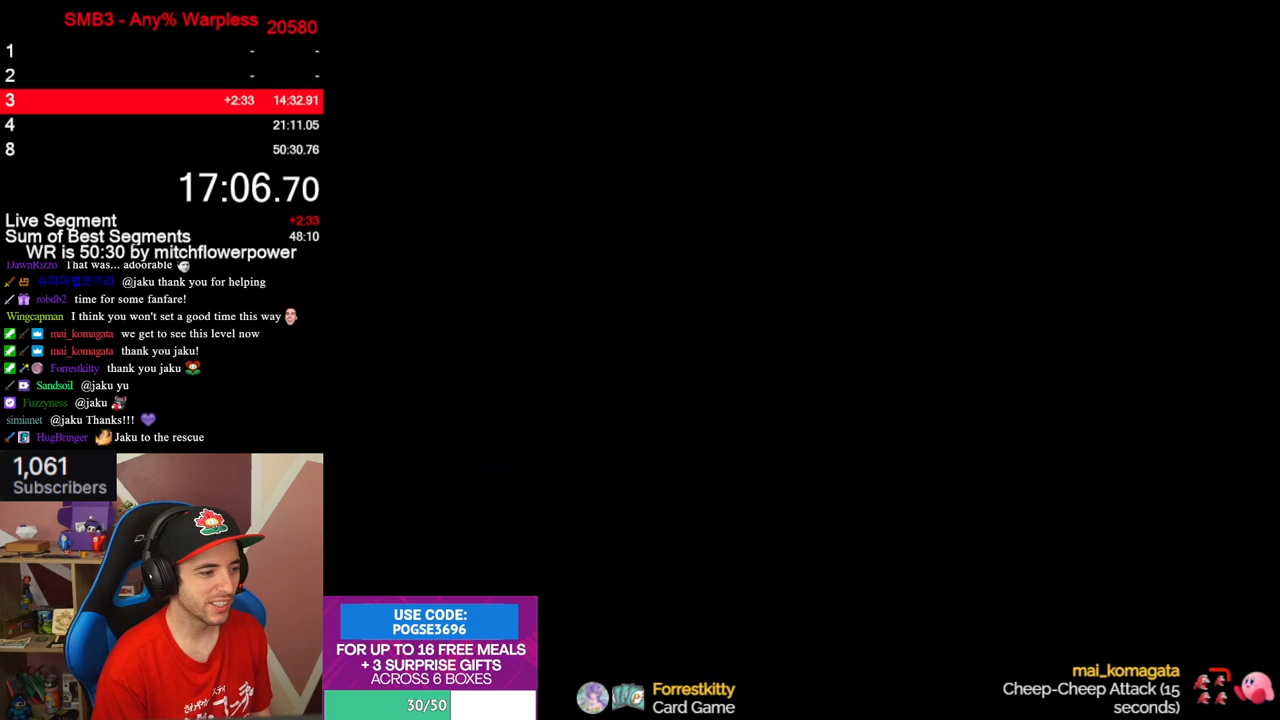 SMB3 - Any% Warpless 20580
1 - -
2 - -
3 +2:33 14:32.91
4 21:11.05
8 50:30.76
17:06.70
Live Segment +2:33
Sum of Best Segments 48:10
WR is 50:30 by mitchflowerpower
DawnRizzo That was... adoorable
@jaku thank you for helping
robdb2 time for some fanfare!
Wingcapman I think you won't set a good time this way
mai_komagata we get to see this level now
mai_komagata thank you jaku!
Forrestkitty thank you jaku
Sandsoil @jaku yu
Fuzzyness @jaku
simianet @jaku Thanks!!!
HugBringer Jaku to the rescue
1,061
Subscribers
USE CODE:
POGSE3696
FOR UP TO 16 FREE MEALS
+ 3 SURPRISE GIFTS
ACROSS 6 BOXES
30/50
Forrestkitty
Card Game
mai_komagata
Cheep-Cheep Attack (15
seconds)